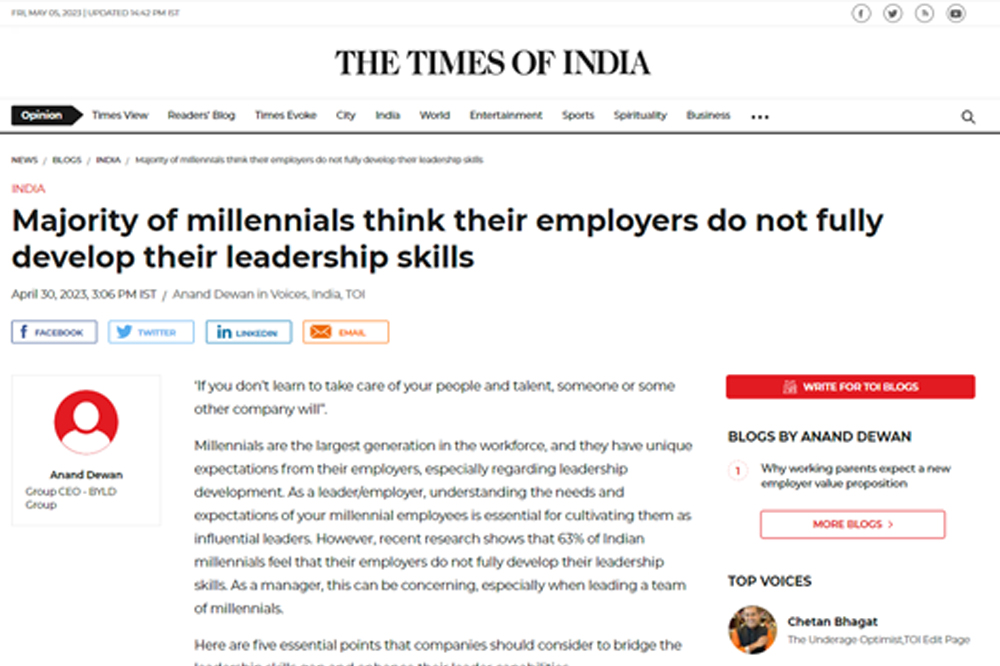 FRI, MAY 05, 2023 | UPDATED 14:42 PM IST
THE TIMES OF INDIA
Opinion Times View Readers' Blog Times Evoke City India World Entertainment Sports Spirituality Business
NEWS / BLOGS / INDIA / Majority of millennials think their employers do not fully develop their leadership skills
INDIA
Majority of millennials think their employers do not fully
develop their leadership skills
April 30, 2023, 3:06 PM IST / Anand Dewan in Voices, India, TOI
FACEBOOK TWITTER LINKEDIN EMAIL
Anand Dewan
Group CEO - BYLD
Group
'If you don't learn to take care of your people and talent, someone or some
other company will".
Millennials are the largest generation in the workforce, and they have unique
expectations from their employers, especially regarding leadership
development. As a leader/employer, understanding the needs and
expectations of your millennial employees is essential for cultivating them as
influential leaders. However, recent research shows that 63% of Indian
millennials feel that their employers do not fully develop their leadership
skills. As a manager, this can be concerning, especially when leading a team
of millennials.
Here are five essential points that companies should consider to bridge the
leadership skills gap and enhance their leader capabilities
WRITE FOR TOI BLOGS
BLOGS BY ANAND DEWAN
1 Why working parents expect a new
employer value proposition
MORE BLOGS >
TOP VOICES
Chetan Bhagat
The Underage Optimist,TOI Edit Page